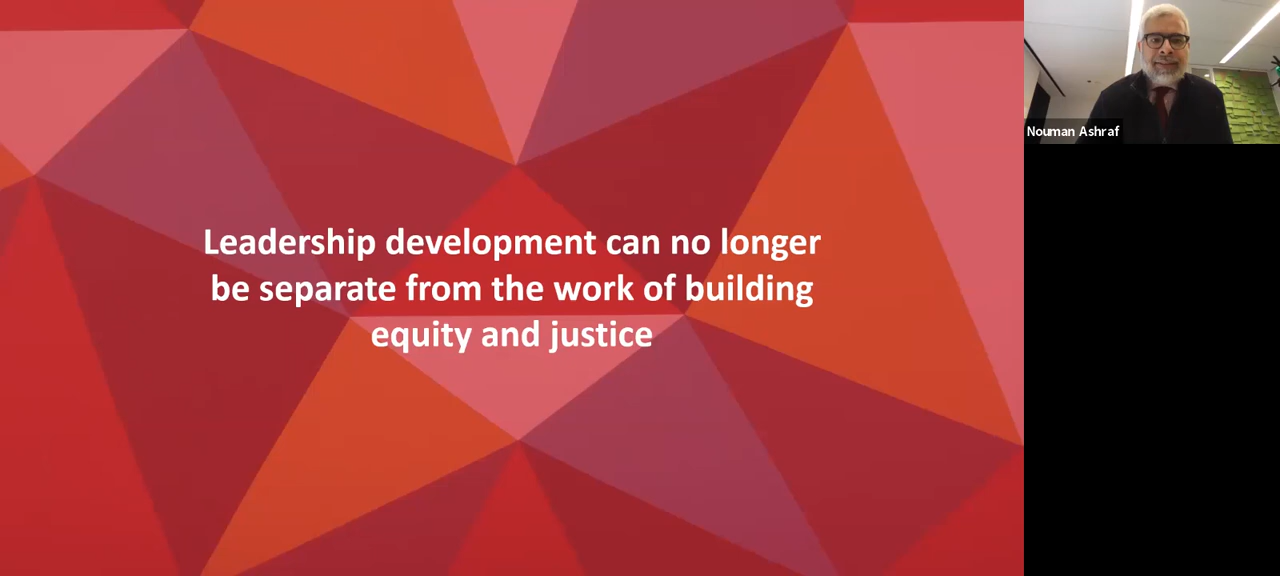 Leadership development can no longer
be separate from the work of building
equity and justice
Nouman Ashraf